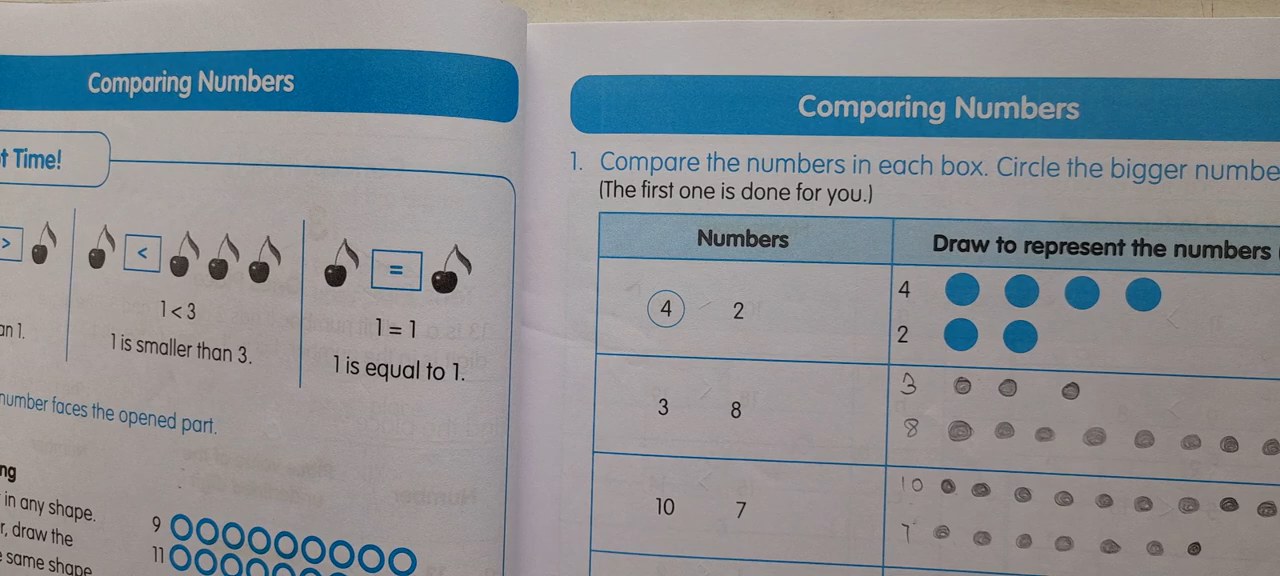 Comparing Numbers
t Time!
>
<
=
1 < 3
1 = 1
an 1.
1 is smaller than 3.
1 is equal to 1.
number faces the opened part.
ng
in any shape.
r, draw the
same shape
9
11
Comparing Numbers
1. Compare the numbers in each box. Circle the bigger numbe
(The first one is done for you.)
Numbers
Draw to represent the numbers
4 2
4
2
3 8
3
8
10 7
10
7